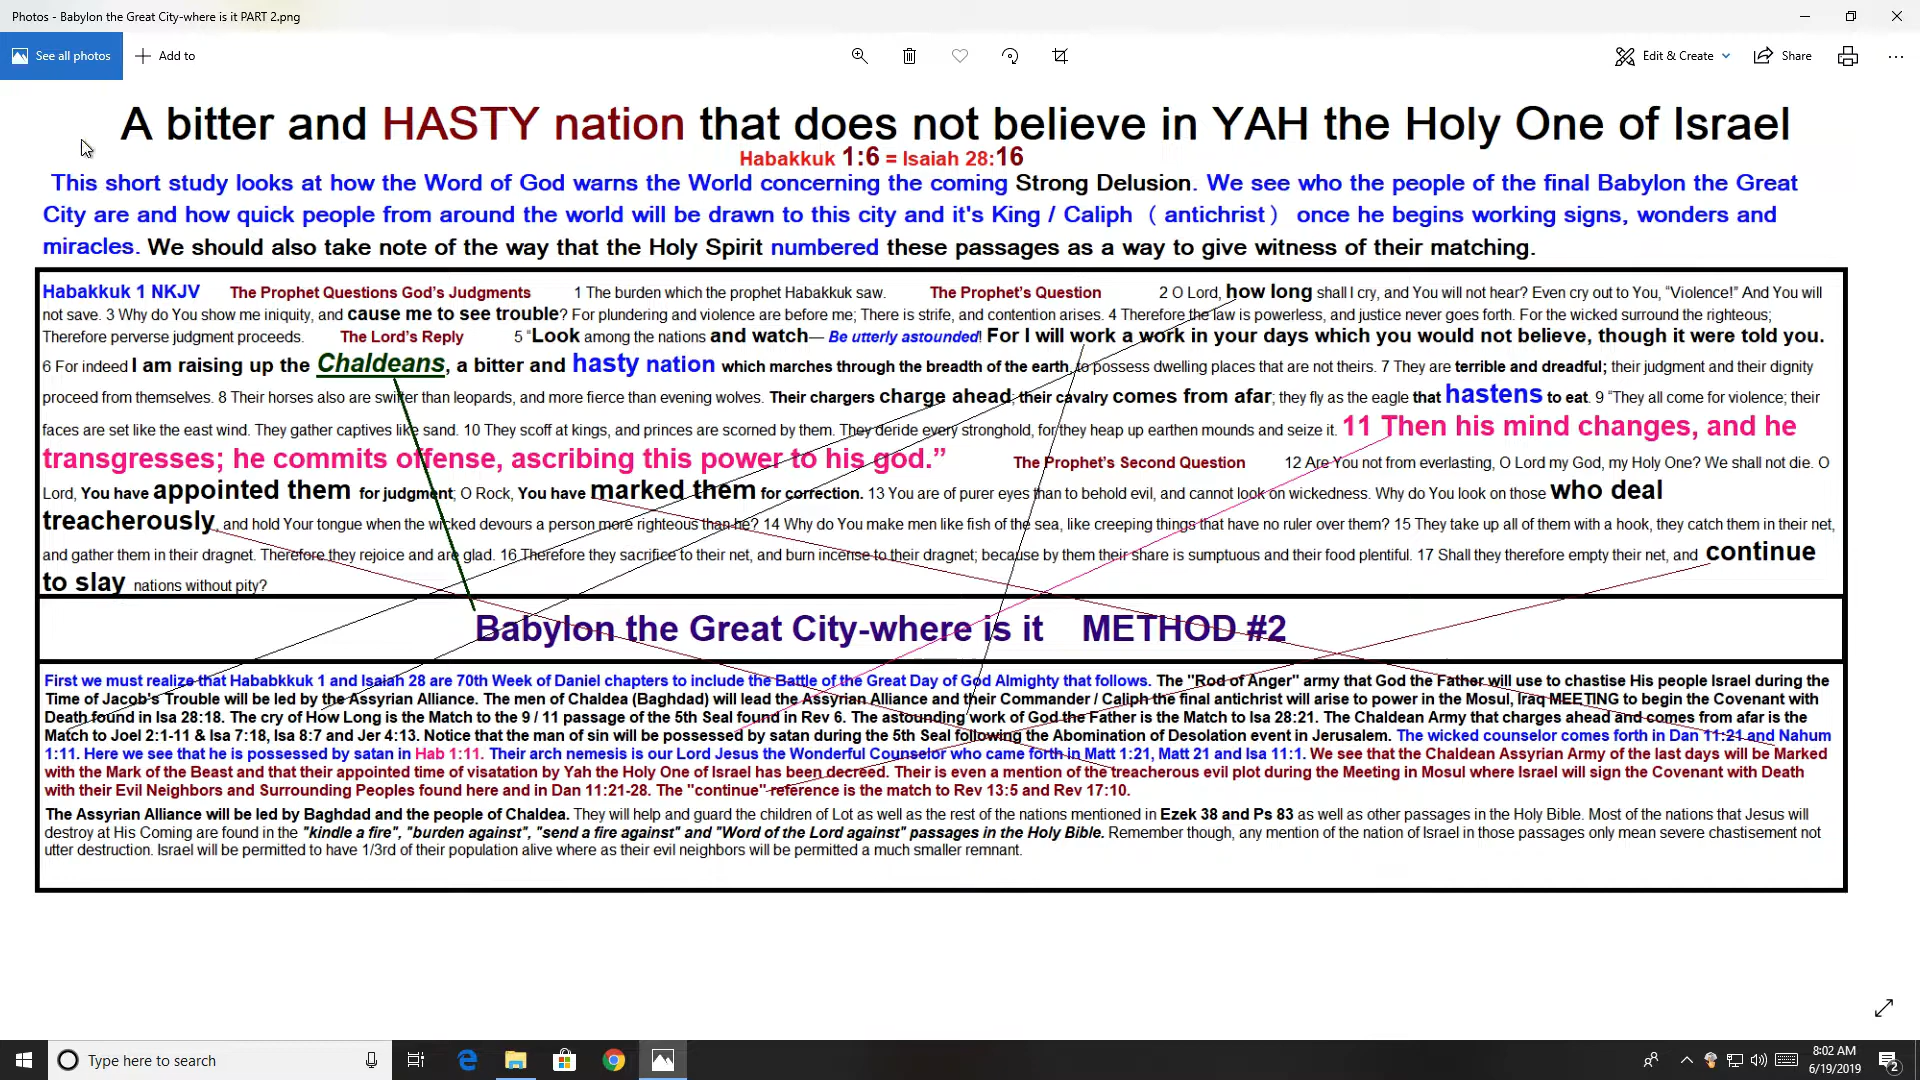 Photos - Babylon the Great City-where is it PART 2.png
See all photos
Add to
Edit & Create
Share
A bitter and HASTY nation that does not believe in YAH the Holy One of Israel
Habakkuk 1:6 = Isaiah 28:16
This short study looks at how the Word of God warns the World concerning the coming Strong Delusion. We see who the people of the final Babylon the Great
City are and how quick people from around the world will be drawn to this city and it's King / Caliph ( antichrist ) once he begins working signs, wonders and
miracles. We should also take note of the way that the Holy Spirit numbered these passages as a way to give witness of their matching.
Habakkuk 1 NKJV The Prophet Questions God's Judgments 1 The burden which the prophet Habakkuk saw. The Prophet's Question 2 O Lord, how long shall I cry, and You will not hear? Even cry out to You, “Violence!” And You will
not save. 3 Why do You show me iniquity, and cause me to see trouble? For plundering and violence are before me; There is strife, and contention arises. 4 Therefore the law is powerless, and justice never goes forth. For the wicked surround the righteous;
Therefore perverse judgment proceeds. The Lord's Reply 5 “Look among the nations and watch— Be utterly astounded! For I will work a work in your days which you would not believe, though it were told you.
6 For indeed I am raising up the Chaldeans, a bitter and hasty nation which marches through the breadth of the earth, to possess dwelling places that are not theirs. 7 They are terrible and dreadful; their judgment and their dignity
proceed from themselves. 8 Their horses also are swifter than leopards, and more fierce than evening wolves. Their chargers charge ahead; their cavalry comes from afar; they fly as the eagle that hastens to eat. 9 “They all come for violence; their
faces are set like the east wind. They gather captives like sand. 10 They scoff at kings, and princes are scorned by them. They deride every stronghold, for they heap up earthen mounds and seize it. 11 Then his mind changes, and he
transgresses; he commits offense, ascribing this power to his god.” The Prophet's Second Question 12 Are You not from everlasting, O Lord my God, my Holy One? We shall not die. O
Lord, You have appointed them for judgment; O Rock, You have marked them for correction. 13 You are of purer eyes than to behold evil, and cannot look on wickedness. Why do You look on those who deal
treacherously, and hold Your tongue when the wicked devours a person more righteous than he? 14 Why do You make men like fish of the sea, like creeping things that have no ruler over them? 15 They take up all of them with a hook, they catch them in their net,
and gather them in their dragnet. Therefore they rejoice and are glad. 16 Therefore they sacrifice to their net, and burn incense to their dragnet; because by them their share is sumptuous and their food plentiful. 17 Shall they therefore empty their net, and continue
to slay nations without pity?
Babylon the Great City-where is it METHOD #2
First we must realize that Hababkkuk 1 and Isaiah 28 are 70th Week of Daniel chapters to include the Battle of the Great Day of God Almighty that follows. The "Rod of Anger" army that God the Father will use to chastise His people Israel during the
Time of Jacob's Trouble will be led by the Assyrian Alliance. The men of Chaldea (Baghdad) will lead the Assyrian Alliance and their Commander / Caliph the final antichrist will arise to power in the Mosul, Iraq MEETING to begin the Covenant with
Death found in Isa 28:18. The cry of How Long is the Match to the 9 / 11 passage of the 5th Seal found in Rev 6. The astounding work of God the Father is the Match to Isa 28:21. The Chaldean Army that charges ahead and comes from afar is the
Match to Joel 2:1-11 & Isa 7:18, Isa 8:7 and Jer 4:13. Notice that the man of sin will be possessed by satan during the 5th Seal following the Abomination of Desolation event in Jerusalem. The wicked counselor comes forth in Dan 11:21 and Nahum
1:11. Here we see that he is possessed by satan in Hab 1:11. Their arch nemesis is our Lord Jesus the Wonderful Counselor who came forth in Matt 1:21, Matt 21 and Isa 11:1. We see that the Chaldean Assyrian Army of the last days will be Marked
with the Mark of the Beast and that their appointed time of visatation by Yah the Holy One of Israel has been decreed. Their is even a mention of the treacherous evil plot during the Meeting in Mosul where Israel will sign the Covenant with Death
with their Evil Neighbors and Surrounding Peoples found here and in Dan 11:21-28. The "continue" reference is the match to Rev 13:5 and Rev 17:10.
The Assyrian Alliance will be led by Baghdad and the people of Chaldea. They will help and guard the children of Lot as well as the rest of the nations mentioned in Ezek 38 and Ps 83 as well as other passages in the Holy Bible. Most of the nations that Jesus will
destroy at His Coming are found in the "kindle a fire", "burden against", "send a fire against" and "Word of the Lord against" passages in the Holy Bible. Remember though, any mention of the nation of Israel in those passages only mean severe chastisement not
utter destruction. Israel will be permitted to have 1/3rd of their population alive where as their evil neighbors will be permitted a much smaller remnant.
Type here to search
8:02 AM
6/19/2019
2